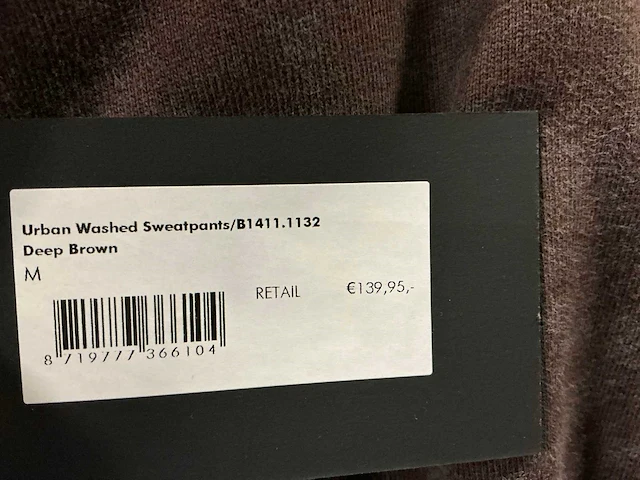 Urban Washed Sweatpants/B1411.1132
Deep Brown
M
RETAIL €139,95,-
8 719777 366104